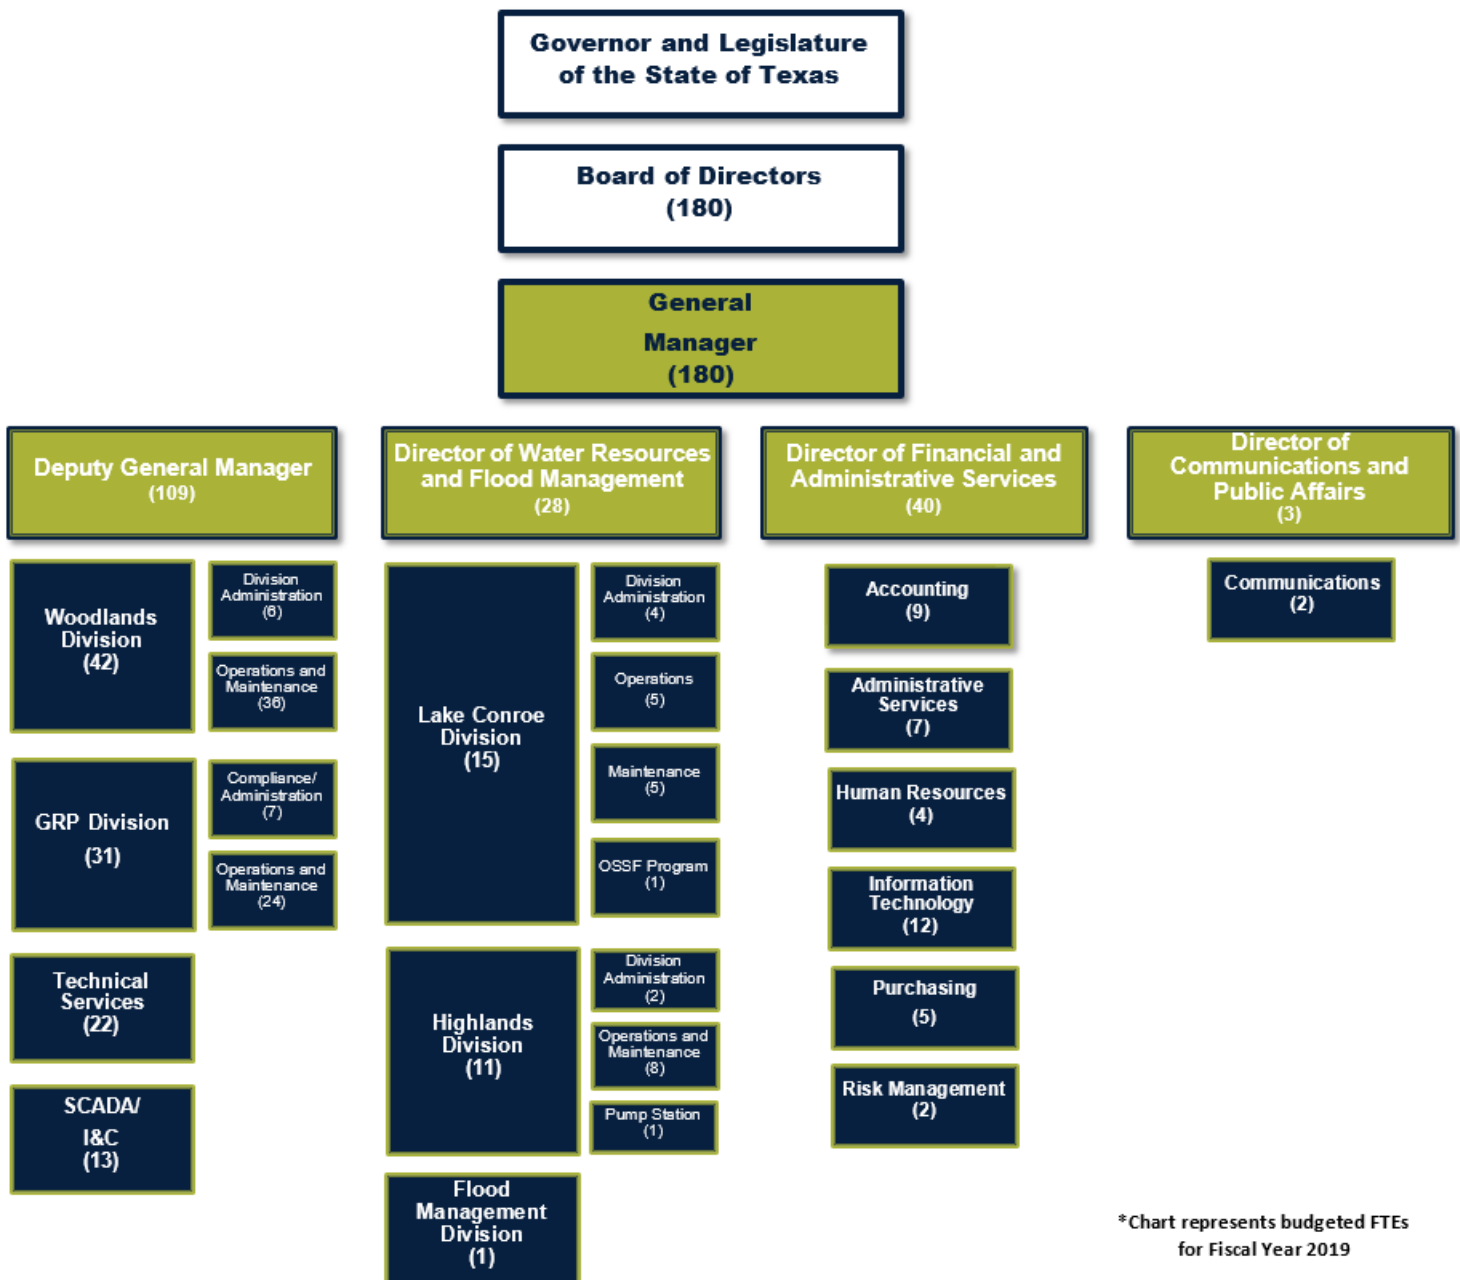 Governor and Legislature
of the State of Texas
Board of Directors
(180)
General
Manager
(180)
Deputy General Manager
(109)
Woodlands
Division
(42)
Division
Administration
(6)
Operations and
Maintenance
(36)
GRP Division
(31)
Compliance/
Administration
(7)
Operations and
Maintenance
(24)
Technical
Services
(22)
SCADA/
I&C
(13)
Director of Water Resources
and Flood Management
(28)
Lake Conroe
Division
(15)
Division
Administration
(4)
Operations
(5)
Maintenance
(5)
OSSF Program
(1)
Highlands
Division
(11)
Division
Administration
(2)
Operations and
Maintenance
(8)
Pump Station
(1)
Flood
Management
Division
(1)
Director of Financial and
Administrative Services
(40)
Accounting
(9)
Administrative
Services
(7)
Human Resources
(4)
Information
Technology
(12)
Purchasing
(5)
Risk Management
(2)
Director of
Communications and
Public Affairs
(3)
Communications
(2)
*Chart represents budgeted FTEs
for Fiscal Year 2019